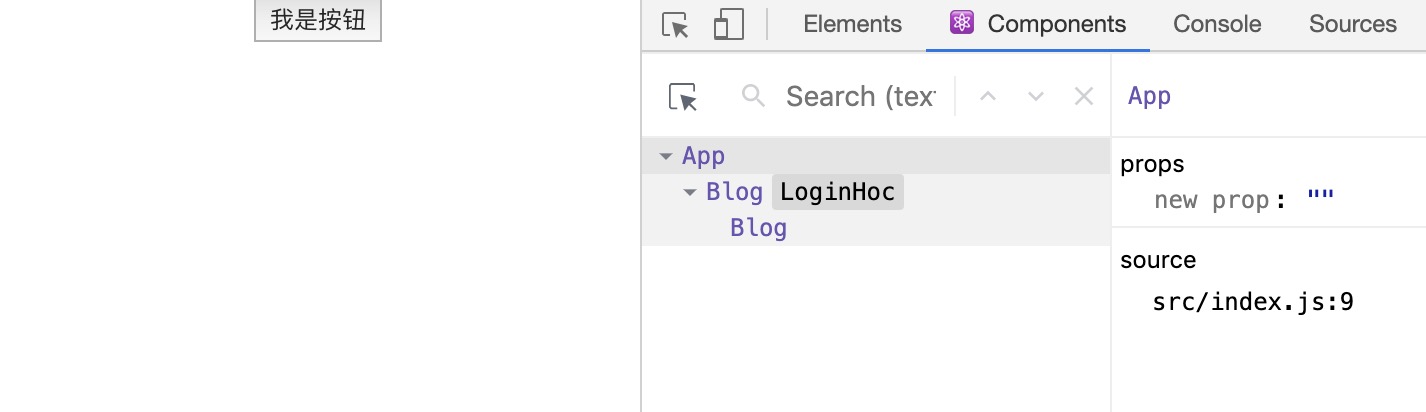 我是按钮
Elements Components Console Sources
Search (tex
App
App
Blog LoginHoc
Blog
props
new prop: ""
source
src/index.js:9